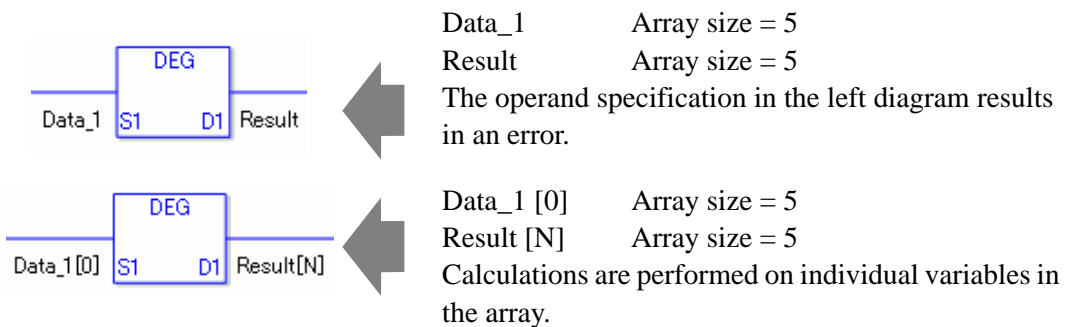 DEG
Data_1 S1 D1 Result
Data_1 Array size = 5
Result Array size = 5
The operand specification in the left diagram results
in an error.
DEG
Data_1[0] S1 D1 Result[N]
Data_1 [0] Array size = 5
Result [N] Array size = 5
Calculations are performed on individual variables in
the array.